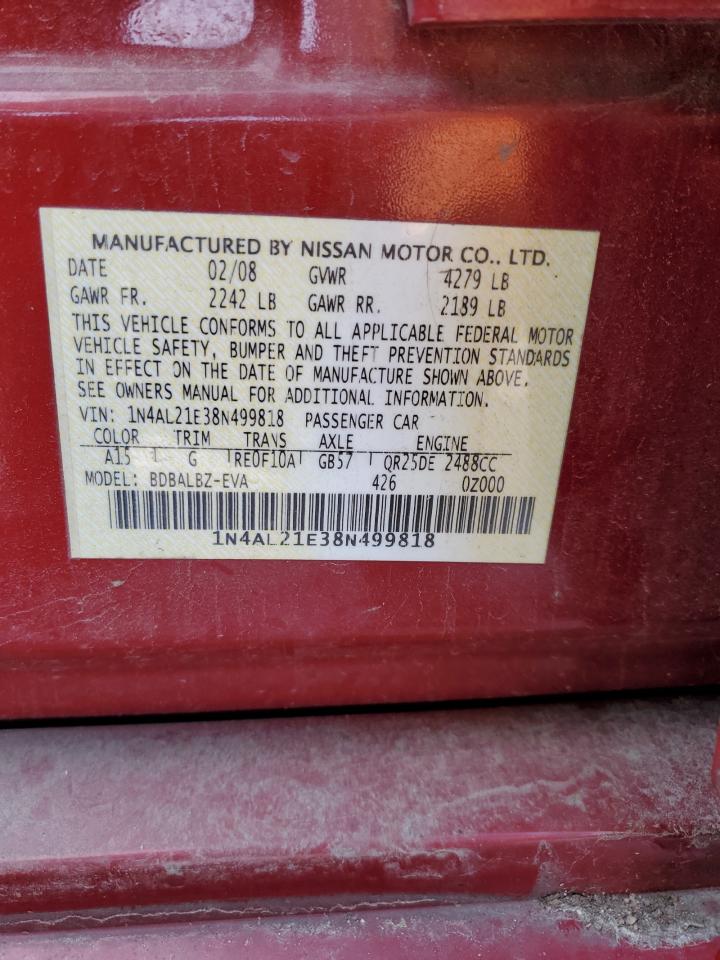 MANUFACTURED BY NISSAN MOTOR CO., LTD.
DATE 02/08 GVWR 4279 LB
GAWR FR. 2242 LB GAWR RR. 2189 LB
THIS VEHICLE CONFORMS TO ALL APPLICABLE FEDERAL MOTOR
VEHICLE SAFETY, BUMPER AND THEFT PREVENTION STANDARDS
IN EFFECT ON THE DATE OF MANUFACTURE SHOWN ABOVE.
SEE OWNERS MANUAL FOR ADDITIONAL INFORMATION.
VIN: 1N4AL21E38N499818 PASSENGER CAR
COLOR TRIM TRANS AXLE ENGINE
A15 G RE0F10A GB57 QR25DE 2488CC
MODEL: BDBALBZ-EVA 426 0Z000
1N4AL21E38N499818